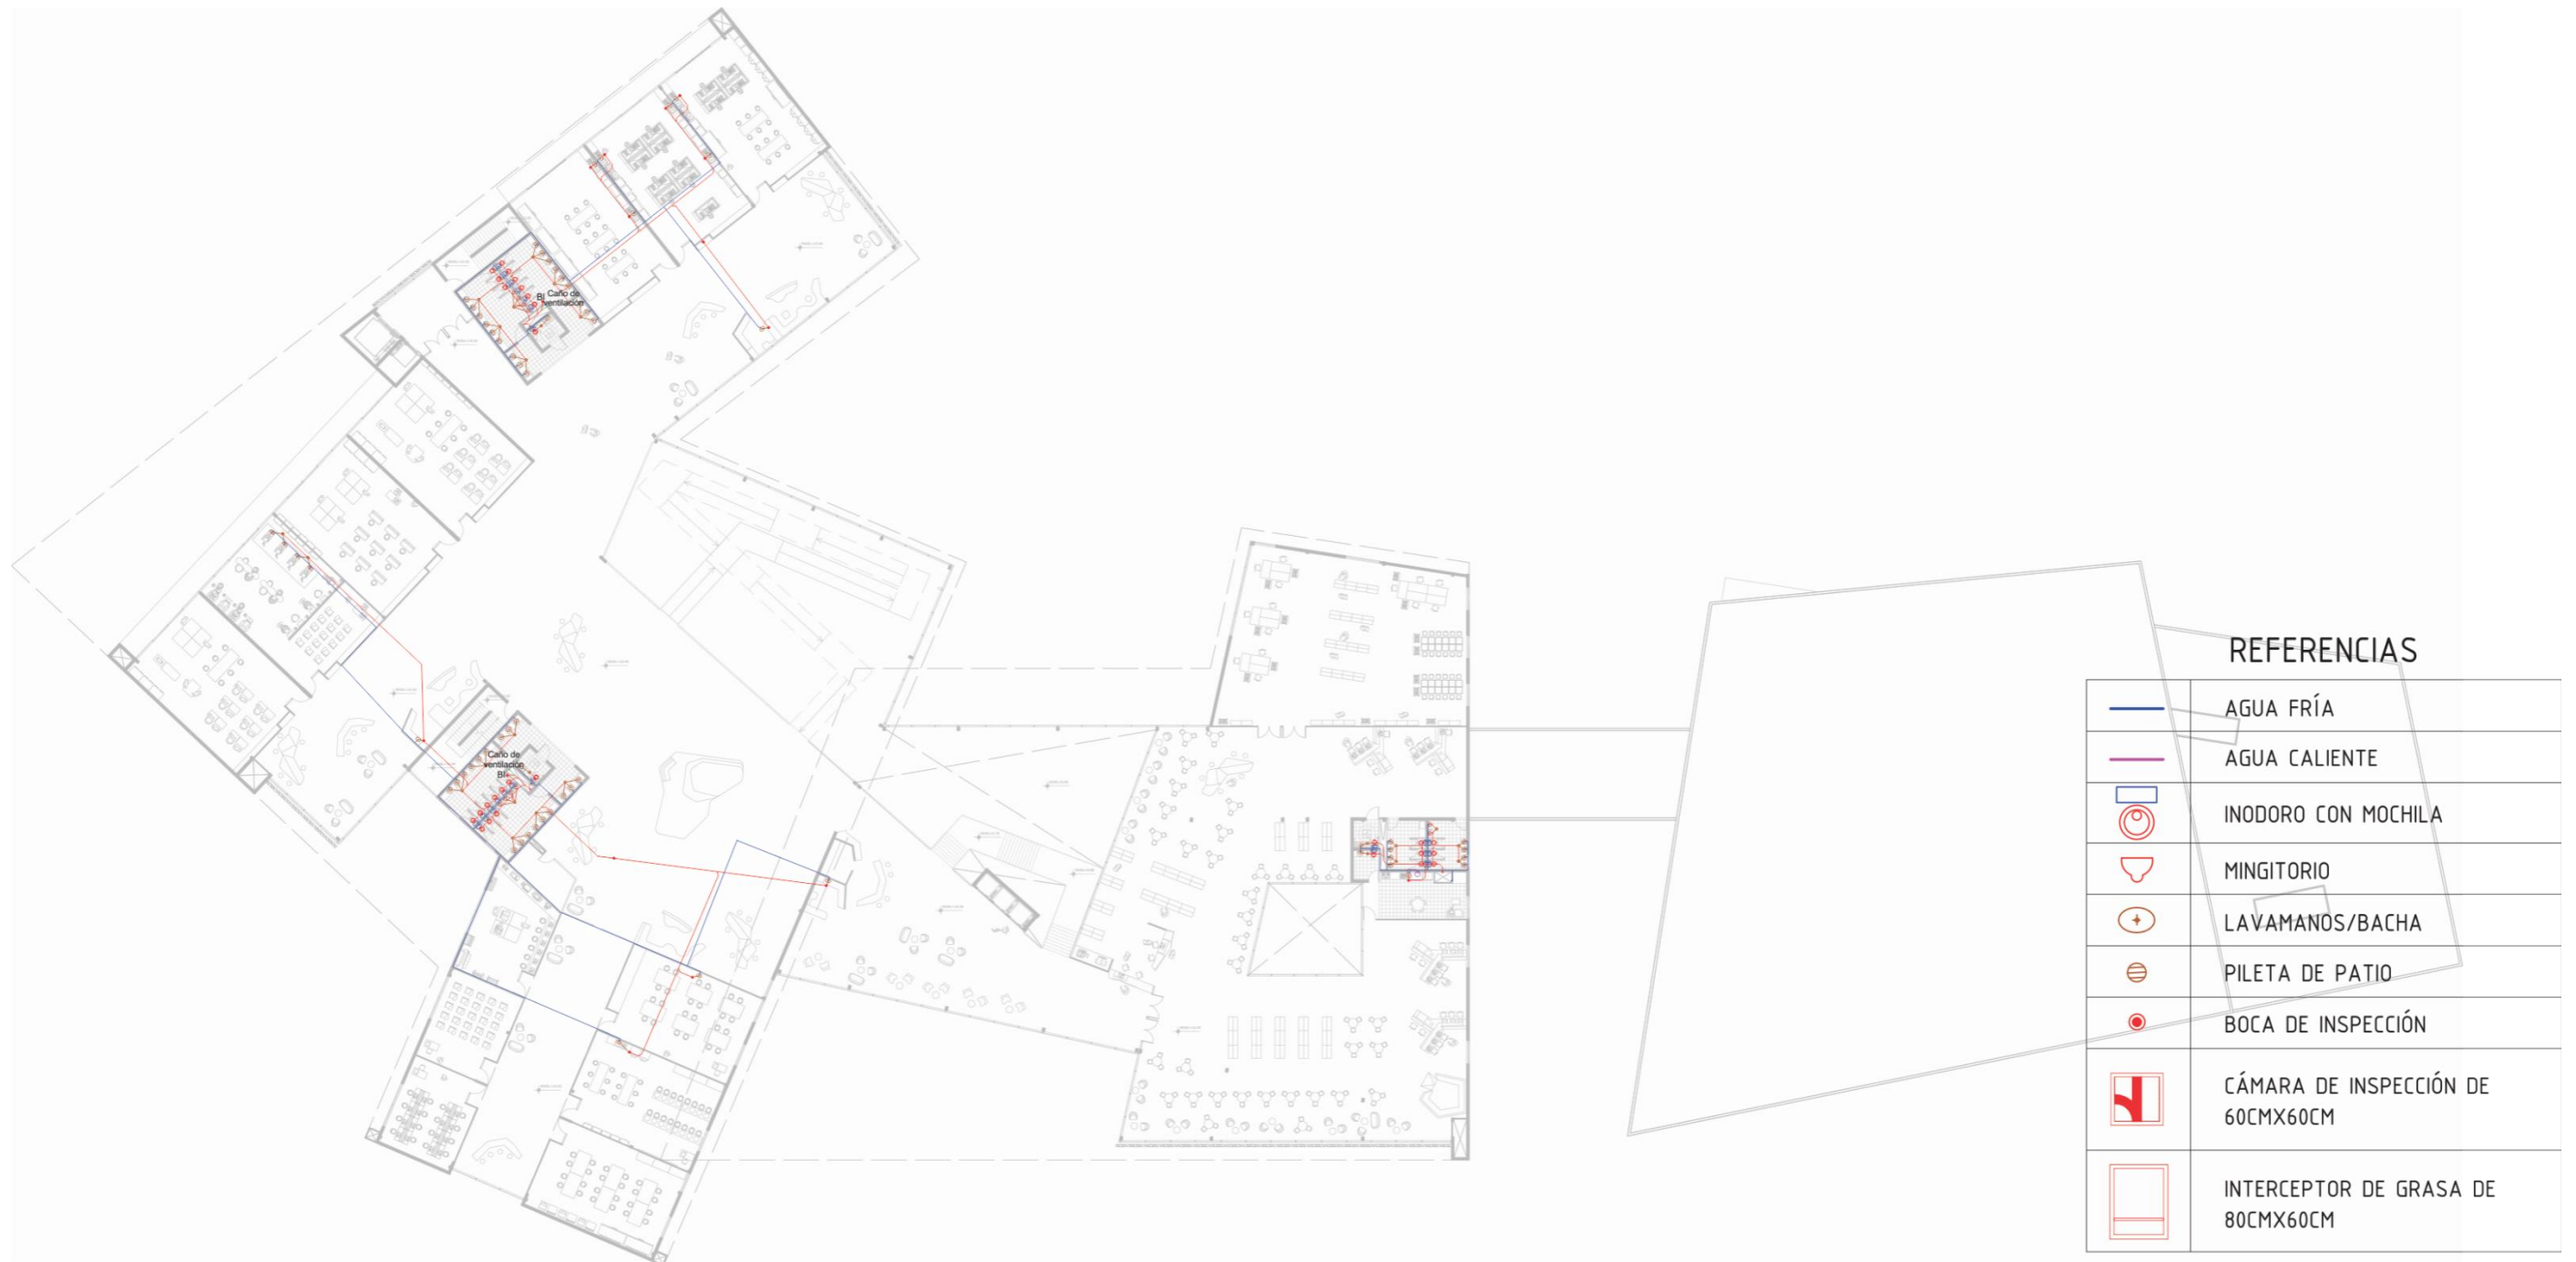 BI Caño de
ventilación
Caño de
ventilación
BI
REFERENCIAS
AGUA FRÍA
AGUA CALIENTE
INODORO CON MOCHILA
MINGITORIO
LAVAMANOS/BACHA
PILETA DE PATIO
BOCA DE INSPECCIÓN
CÁMARA DE INSPECCIÓN DE
60CMX60CM
INTERCEPTOR DE GRASA DE
80CMX60CM